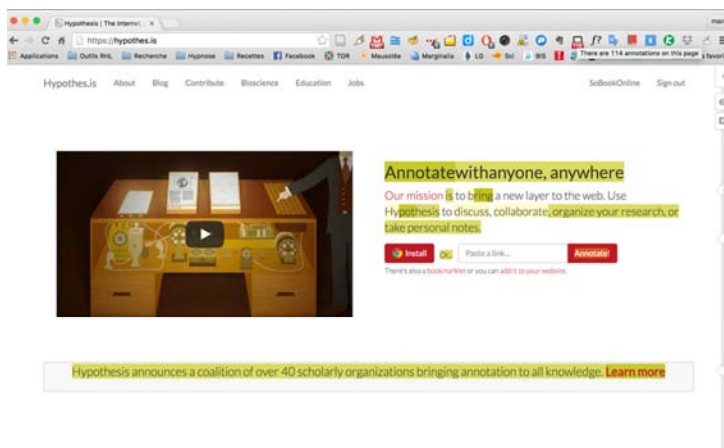 Hypothesis | The Internet,
https://hypothes.is
Applications Outils RHL Recherche Hypnose Recettes Facebook TOR Mausolée Marginalia LD Sci BIS
There are 114 annotations on this page
Hypothes.is About Blog Contribute Bioscience Education Jobs SoBookOnline Sign out
Annotatewithanyone, anywhere
Our mission is to bring a new layer to the web. Use
Hypothesis to discuss, collaborate, organize your research, or
take personal notes.
Install Or, Paste a link... Annotate!
There's also a bookmarklet or you can add it to your website.
Hypothesis announces a coalition of over 40 scholarly organizations bringing annotation to all knowledge. Learn more